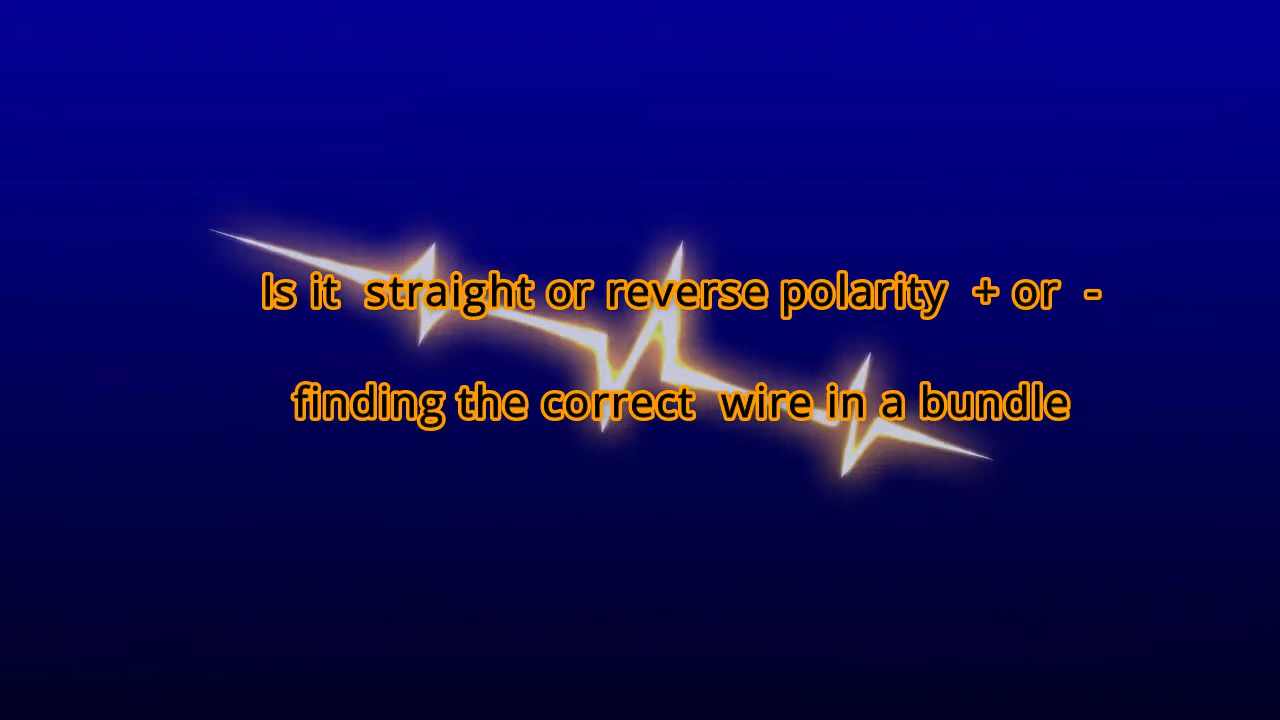 Is it  straight or reverse polarity  + or  -
finding the correct  wire in a bundle